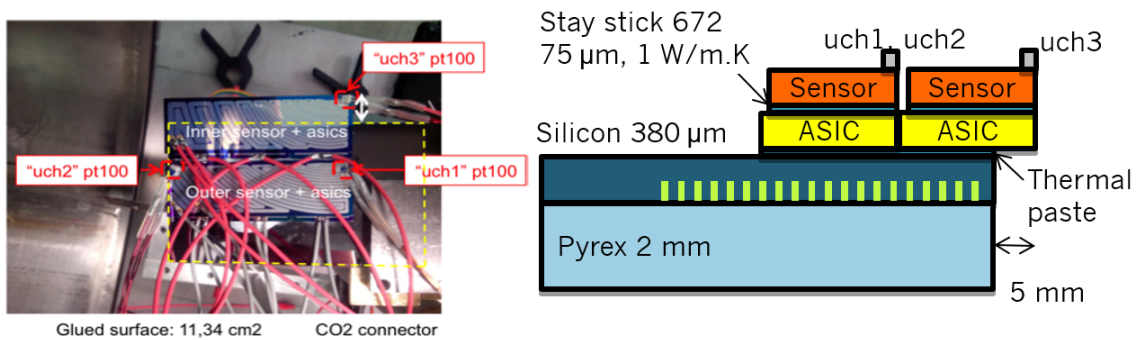 "uch3" pt100
Inner sensor + asics
"uch2" pt100
"uch1" pt100
Outer sensor + asics
Glued surface: 11,34 cm2
CO2 connector
Stay stick 672
75 µm, 1 W/m.K
uch1, uch2
uch3
Sensor
Sensor
ASIC
ASIC
Silicon 380 µm
Thermal
paste
Pyrex 2 mm
5 mm